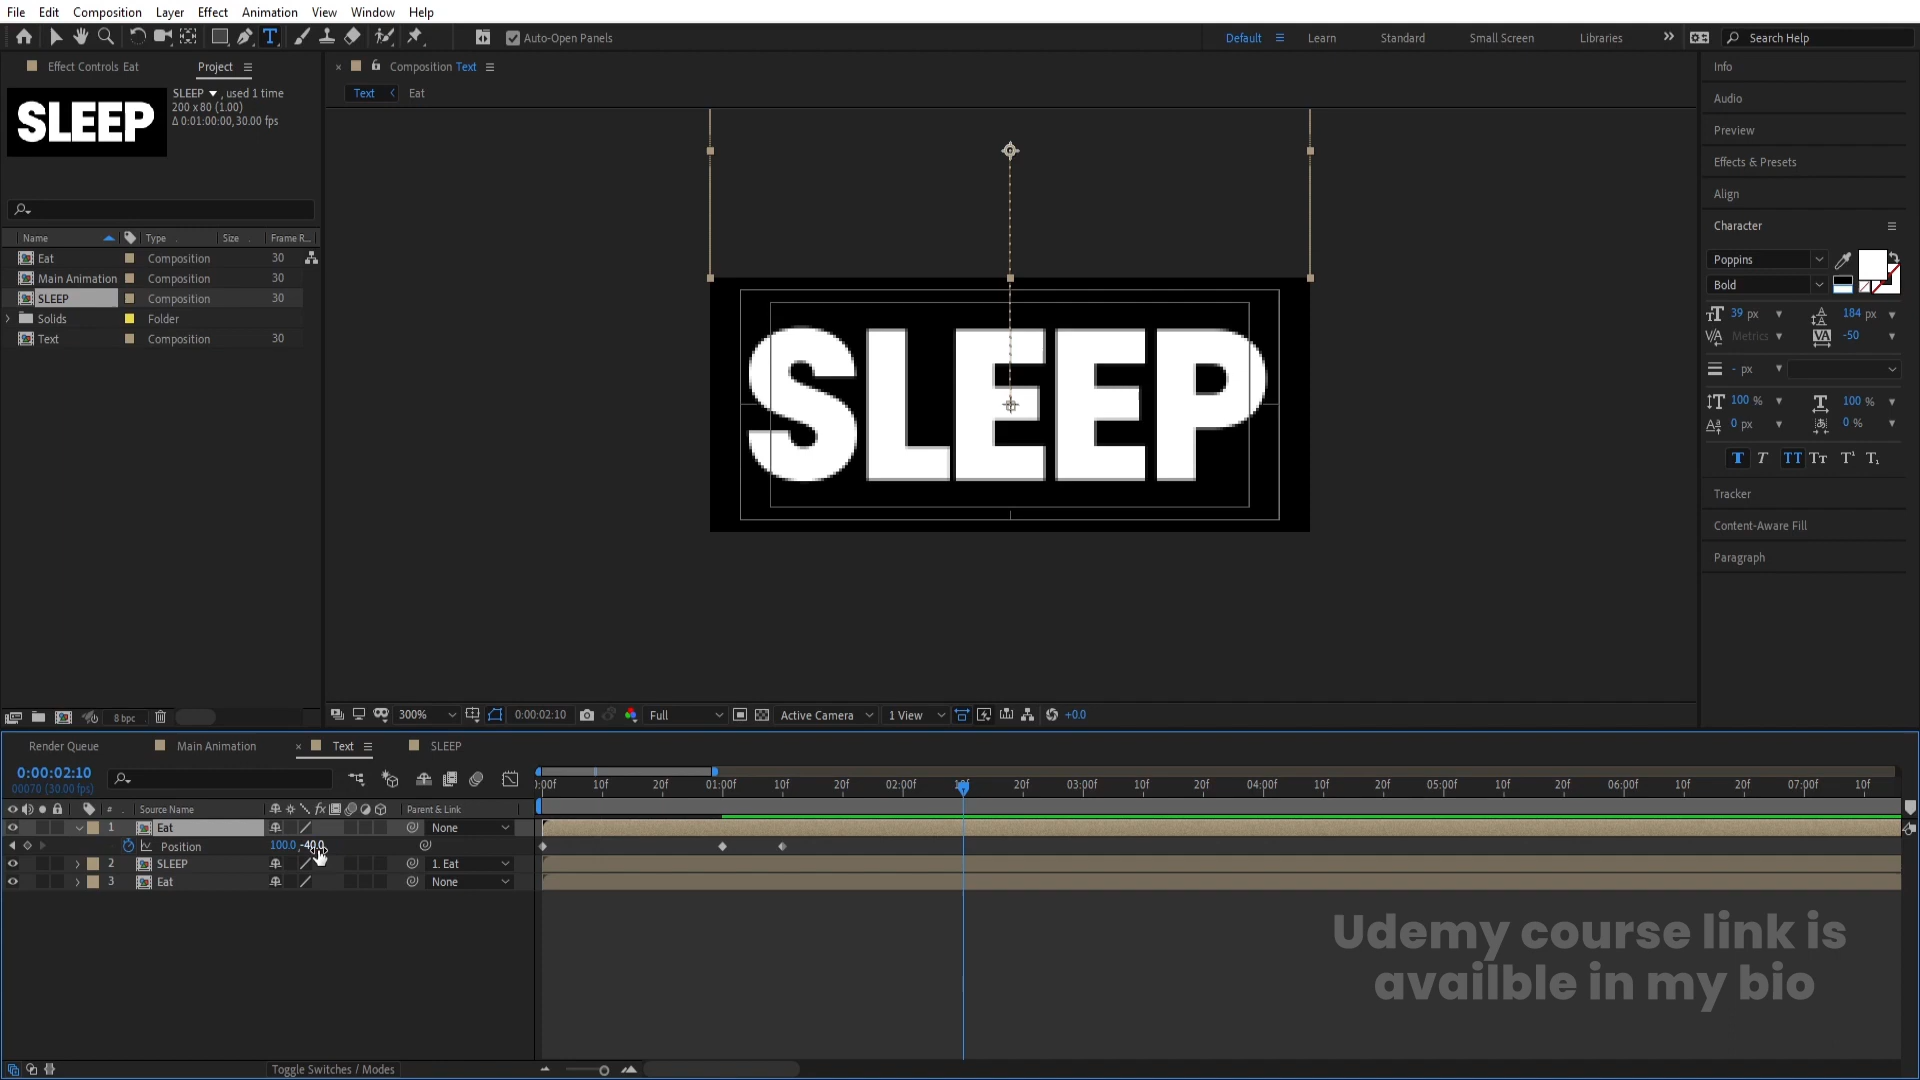 File Edit Composition Layer Effect Animation View Window Help
Auto-Open Panels
Default Learn Standard Small Screen Libraries Search Help
Effect Controls Eat Project
SLEEP , used 1 time
200 x 80 (1.00)
Δ 0:01:00:00, 30.00 fps
SLEEP
Name Type Size Frame R...
Eat Composition 30
Main Animation Composition 30
SLEEP Composition 30
Solids Folder
Text Composition 30
8 bpc
Composition Text
Text Eat
SLEEP
300% 0:00:02:10 Full Active Camera 1 View +0.0
Info
Audio
Preview
Effects & Presets
Align
Character
Poppins
Bold
39 px 184 px
Metrics -50
- px
100 % 100 %
0 px 0 %
Tracker
Content-Aware Fill
Paragraph
Render Queue Main Animation Text SLEEP
0:00:02:10
00070 (30.00 fps)
# Source Name Parent & Link
:00f 10f 20f 01:00f 10f 20f 02:00f 10f 20f 03:00f 10f 20f 04:00f 10f 20f 05:00f 10f 20f 06:00f 10f 20f 07:00f 10f
1 Eat None
Position 100.0, -40.0
2 SLEEP 1. Eat
3 Eat None
Udemy course link is
availble in my bio
Toggle Switches / Modes